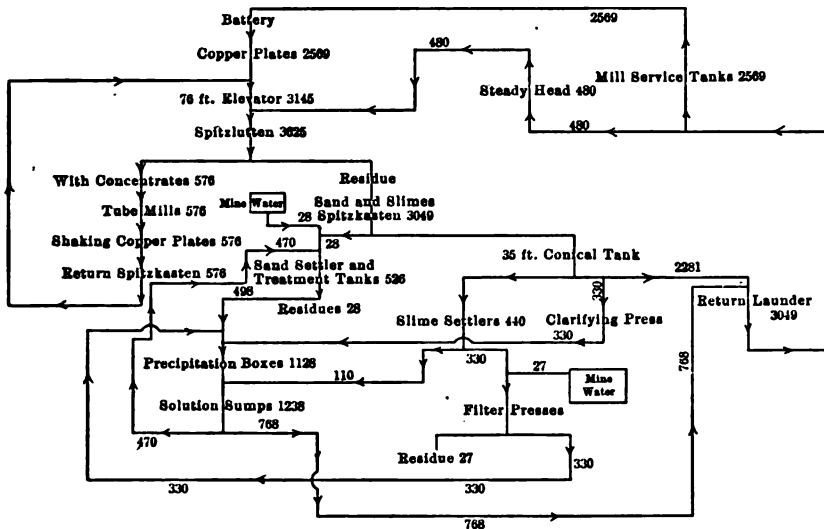 Battery
2569
Copper Plates 2569
480
Mill Service Tanks 2569
76 ft. Elevator 3145
Steady Head 480
Spitzlutten 3625
480
With Concentrates 576
Residue
Mine Water
Sand and Slimes
Spitzkasten 3049
Tube Mills 576
28
Shaking Copper Plates 576
470
28
35 ft. Conical Tank
Return Spitzkasten 576
Sand Settler and
Treatment Tanks 526
2281
498
330
Return Launder
3049
Residues 28
Slime Settlers 440
Clarifying Press
330
330
Precipitation Boxes 1128
768
110
27
Mine
Water
Solution Sumps 1238
Filter Presses
470
768
Residue 27
330
330
330
768